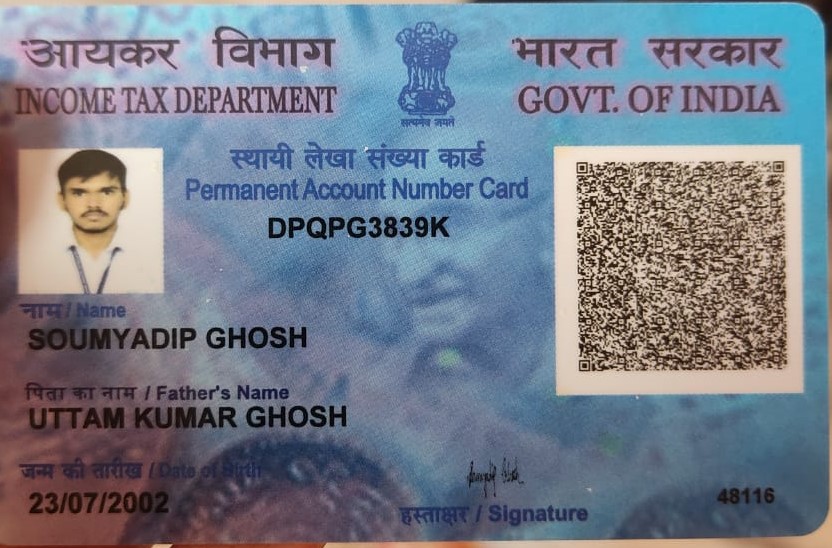 आयकर विभाग
INCOME TAX DEPARTMENT
भारत सरकार
GOVT. OF INDIA
सत्यमेव जयते
स्थायी लेखा संख्या कार्ड
Permanent Account Number Card
DPQPG3839K
नाम / Name
SOUMYADIP GHOSH
पिता का नाम / Father's Name
UTTAM KUMAR GHOSH
जन्म की तारीख / Date of Birth
23/07/2002
हस्ताक्षर / Signature
48116